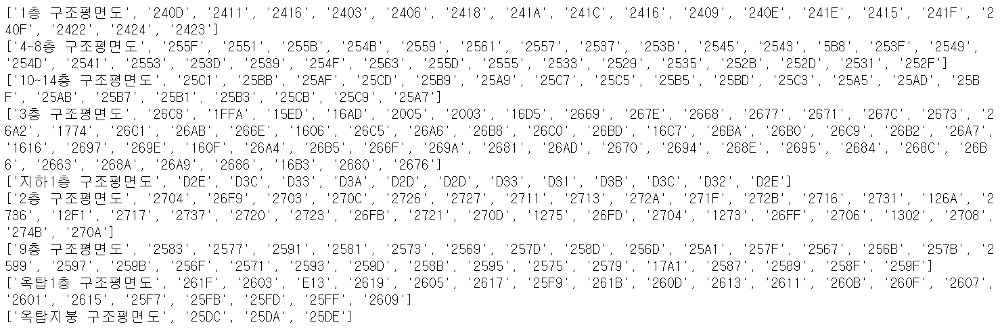 ['1층 구조평면도', '240D', '2411', '2416', '2403', '2406', '2418', '241A', '241C', '2416', '2409', '240E', '241E', '2415', '241F', '2
40F', '2422', '2424', '2423']
['4~8층 구조평면도', '255F', '2551', '255B', '254B', '2559', '2561', '2557', '2537', '253B', '2545', '2543', '5B8', '253F', '2549',
'254D', '2541', '2553', '253D', '2539', '254F', '2563', '255D', '2555', '2533', '2529', '2535', '252B', '252D', '2531', '252F']
['10~14층 구조평면도', '25C1', '25BB', '25AF', '25CD', '25B9', '25A9', '25C7', '25C5', '25B5', '25BD', '25C3', '25A5', '25AD', '25B
F', '25AB', '25B7', '25B1', '25B3', '25CB', '25C9', '25A7']
['3층 구조평면도', '26C8', '1FFA', '15ED', '16AD', '2005', '2003', '16D5', '2669', '267E', '2668', '2677', '2671', '267C', '2673', '2
6A2', '1774', '26C1', '26AB', '266E', '1606', '26C5', '26A6', '26B8', '26C0', '26BD', '16C7', '26BA', '26B0', '26C9', '26B2', '26A7',
'1616', '2697', '269E', '160F', '26A4', '26B5', '266F', '269A', '2681', '26AD', '2670', '2694', '268E', '2695', '2684', '268C', '26B
6', '2663', '268A', '26A9', '2686', '16B3', '2680', '2676']
['지하1층 구조평면도', 'D2E', 'D3C', 'D33', 'D3A', 'D2D', 'D2D', 'D33', 'D31', 'D3B', 'D3C', 'D32', 'D2E']
['2층 구조평면도', '2704', '26F9', '2703', '270C', '2726', '2727', '2711', '2713', '272A', '271F', '272B', '2716', '2731', '126A', '2
736', '12F1', '2717', '2737', '2720', '2723', '26FB', '2721', '270D', '1275', '26FD', '2704', '1273', '26FF', '2706', '1302', '2708',
'274B', '270A']
['9층 구조평면도', '2583', '2577', '2591', '2581', '2573', '2569', '257D', '258D', '256D', '25A1', '257F', '2567', '256B', '257B', '2
599', '2597', '259B', '256F', '2571', '2593', '259D', '258B', '2595', '2575', '2579', '17A1', '2587', '2589', '258F', '259F']
['옥탑1층 구조평면도', '261F', '2603', 'E13', '2619', '2605', '2617', '25F9', '261B', '260D', '2613', '2611', '260B', '260F', '2607',
'2601', '2615', '25F7', '25FB', '25FD', '25FF', '2609']
['옥탑지붕 구조평면도', '25DC', '25DA', '25DE']